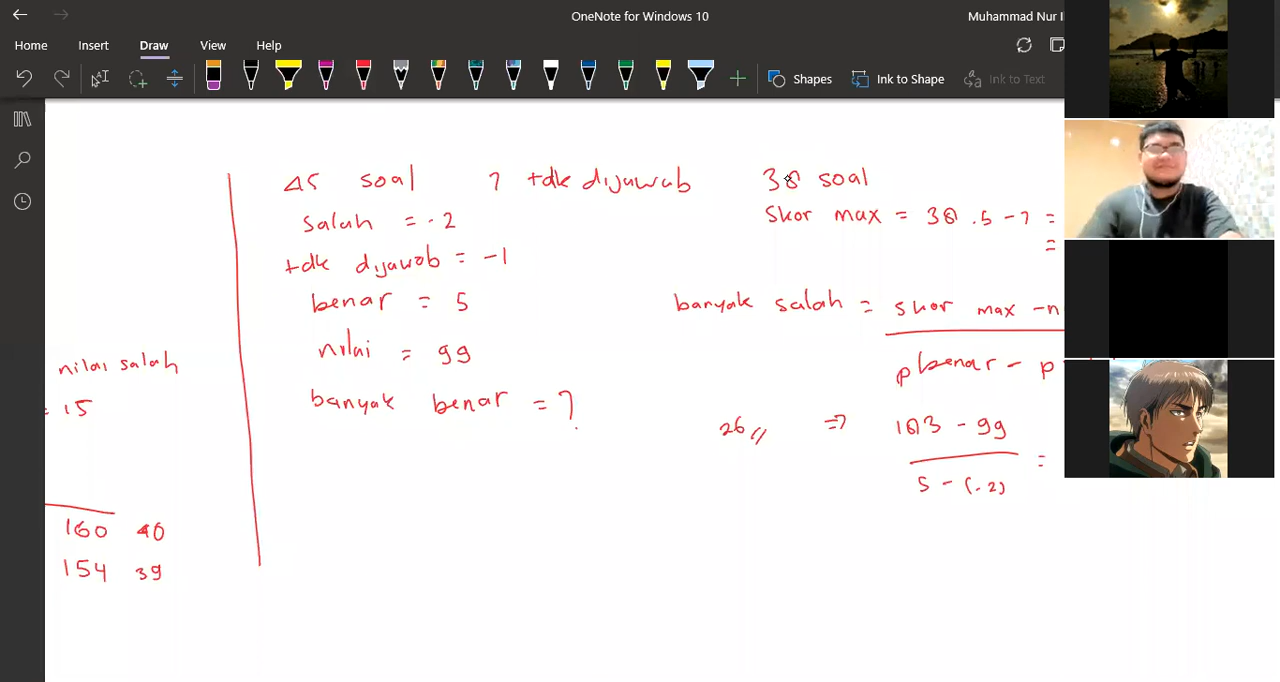 OneNote for Windows 10
Muhammad Nur I
Home Insert Draw View Help
Shapes Ink to Shape Ink to Text
45 soal 7 tdk dijawab
salah = -2
tdk dijawab = -1
benar = 5
nilai = 99
banyak benar = ?
38 soal
Skor max = 38 . 5 - 7 =
=
banyak salah = skor max - n
p benar - p
26 // => 183 - 99
5 - (-2) =
nilai salah
= 15
160 40
154 39